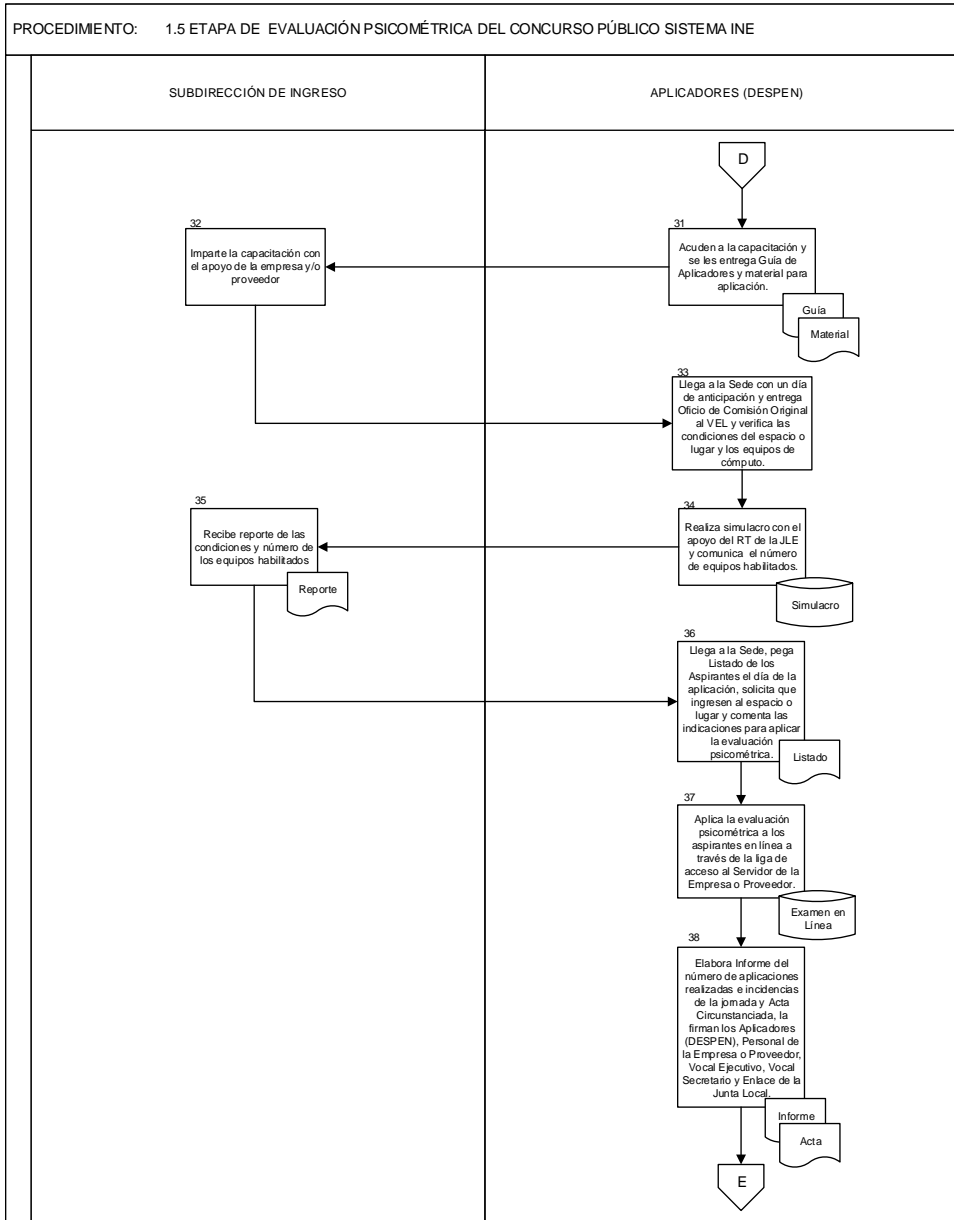 PROCEDIMIENTO: 1.5 ETAPA DE EVALUACIÓN PSICOMÉTRICA DEL CONCURSO PÚBLICO SISTEMA INE
SUBDIRECCIÓN DE INGRESO
APLICADORES (DESPEN)
D
31
Acuden a la capacitación y
se les entrega Guía de
Aplicadores y material para
aplicación.
Guía
Material
32
Imparte la capacitación con
el apoyo de la empresa y/o
proveedor
33
Llega a la Sede con un día
de anticipación y entrega
Oficio de Comisión Original
al VEL y verifica las
condiciones del espacio o
lugar y los equipos de
cómputo.
34
Realiza simulacro con el
apoyo del RT de la JLE
y comunica el número
de equipos habilitados.
Simulacro
35
Recibe reporte de las
condiciones y número de
los equipos habilitados
Reporte
36
Llega a la Sede, pega
Listado de los
Aspirantes el día de la
aplicación, solicita que
ingresen al espacio o
lugar y comenta las
indicaciones para aplicar
la evaluación
psicométrica.
Listado
37
Aplica la evaluación
psicométrica a los
aspirantes en línea a
través de la liga de
acceso al Servidor de la
Empresa o Proveedor.
Examen en
Línea
38
Elabora Informe del
número de aplicaciones
realizadas e incidencias
de la jornada y Acta
Circunstanciada, la
firman los Aplicadores
(DESPEN), Personal de
la Empresa o Proveedor,
Vocal Ejecutivo, Vocal
Secretario y Enlace de la
Junta Local.
Informe
Acta
E